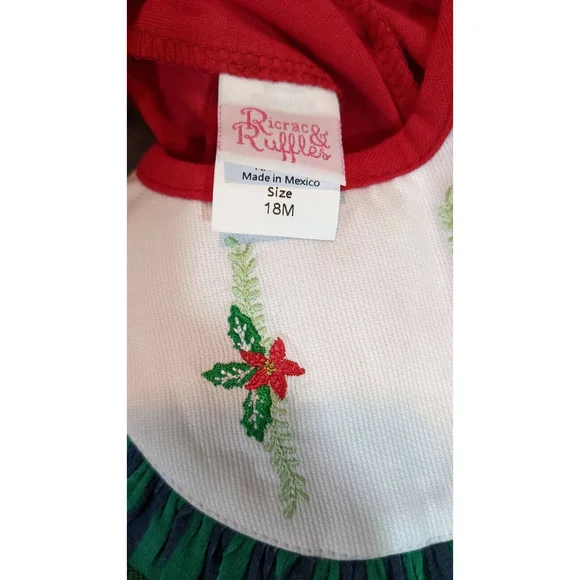 Ricrac &
Ruffles
Made in Mexico
Size
18M